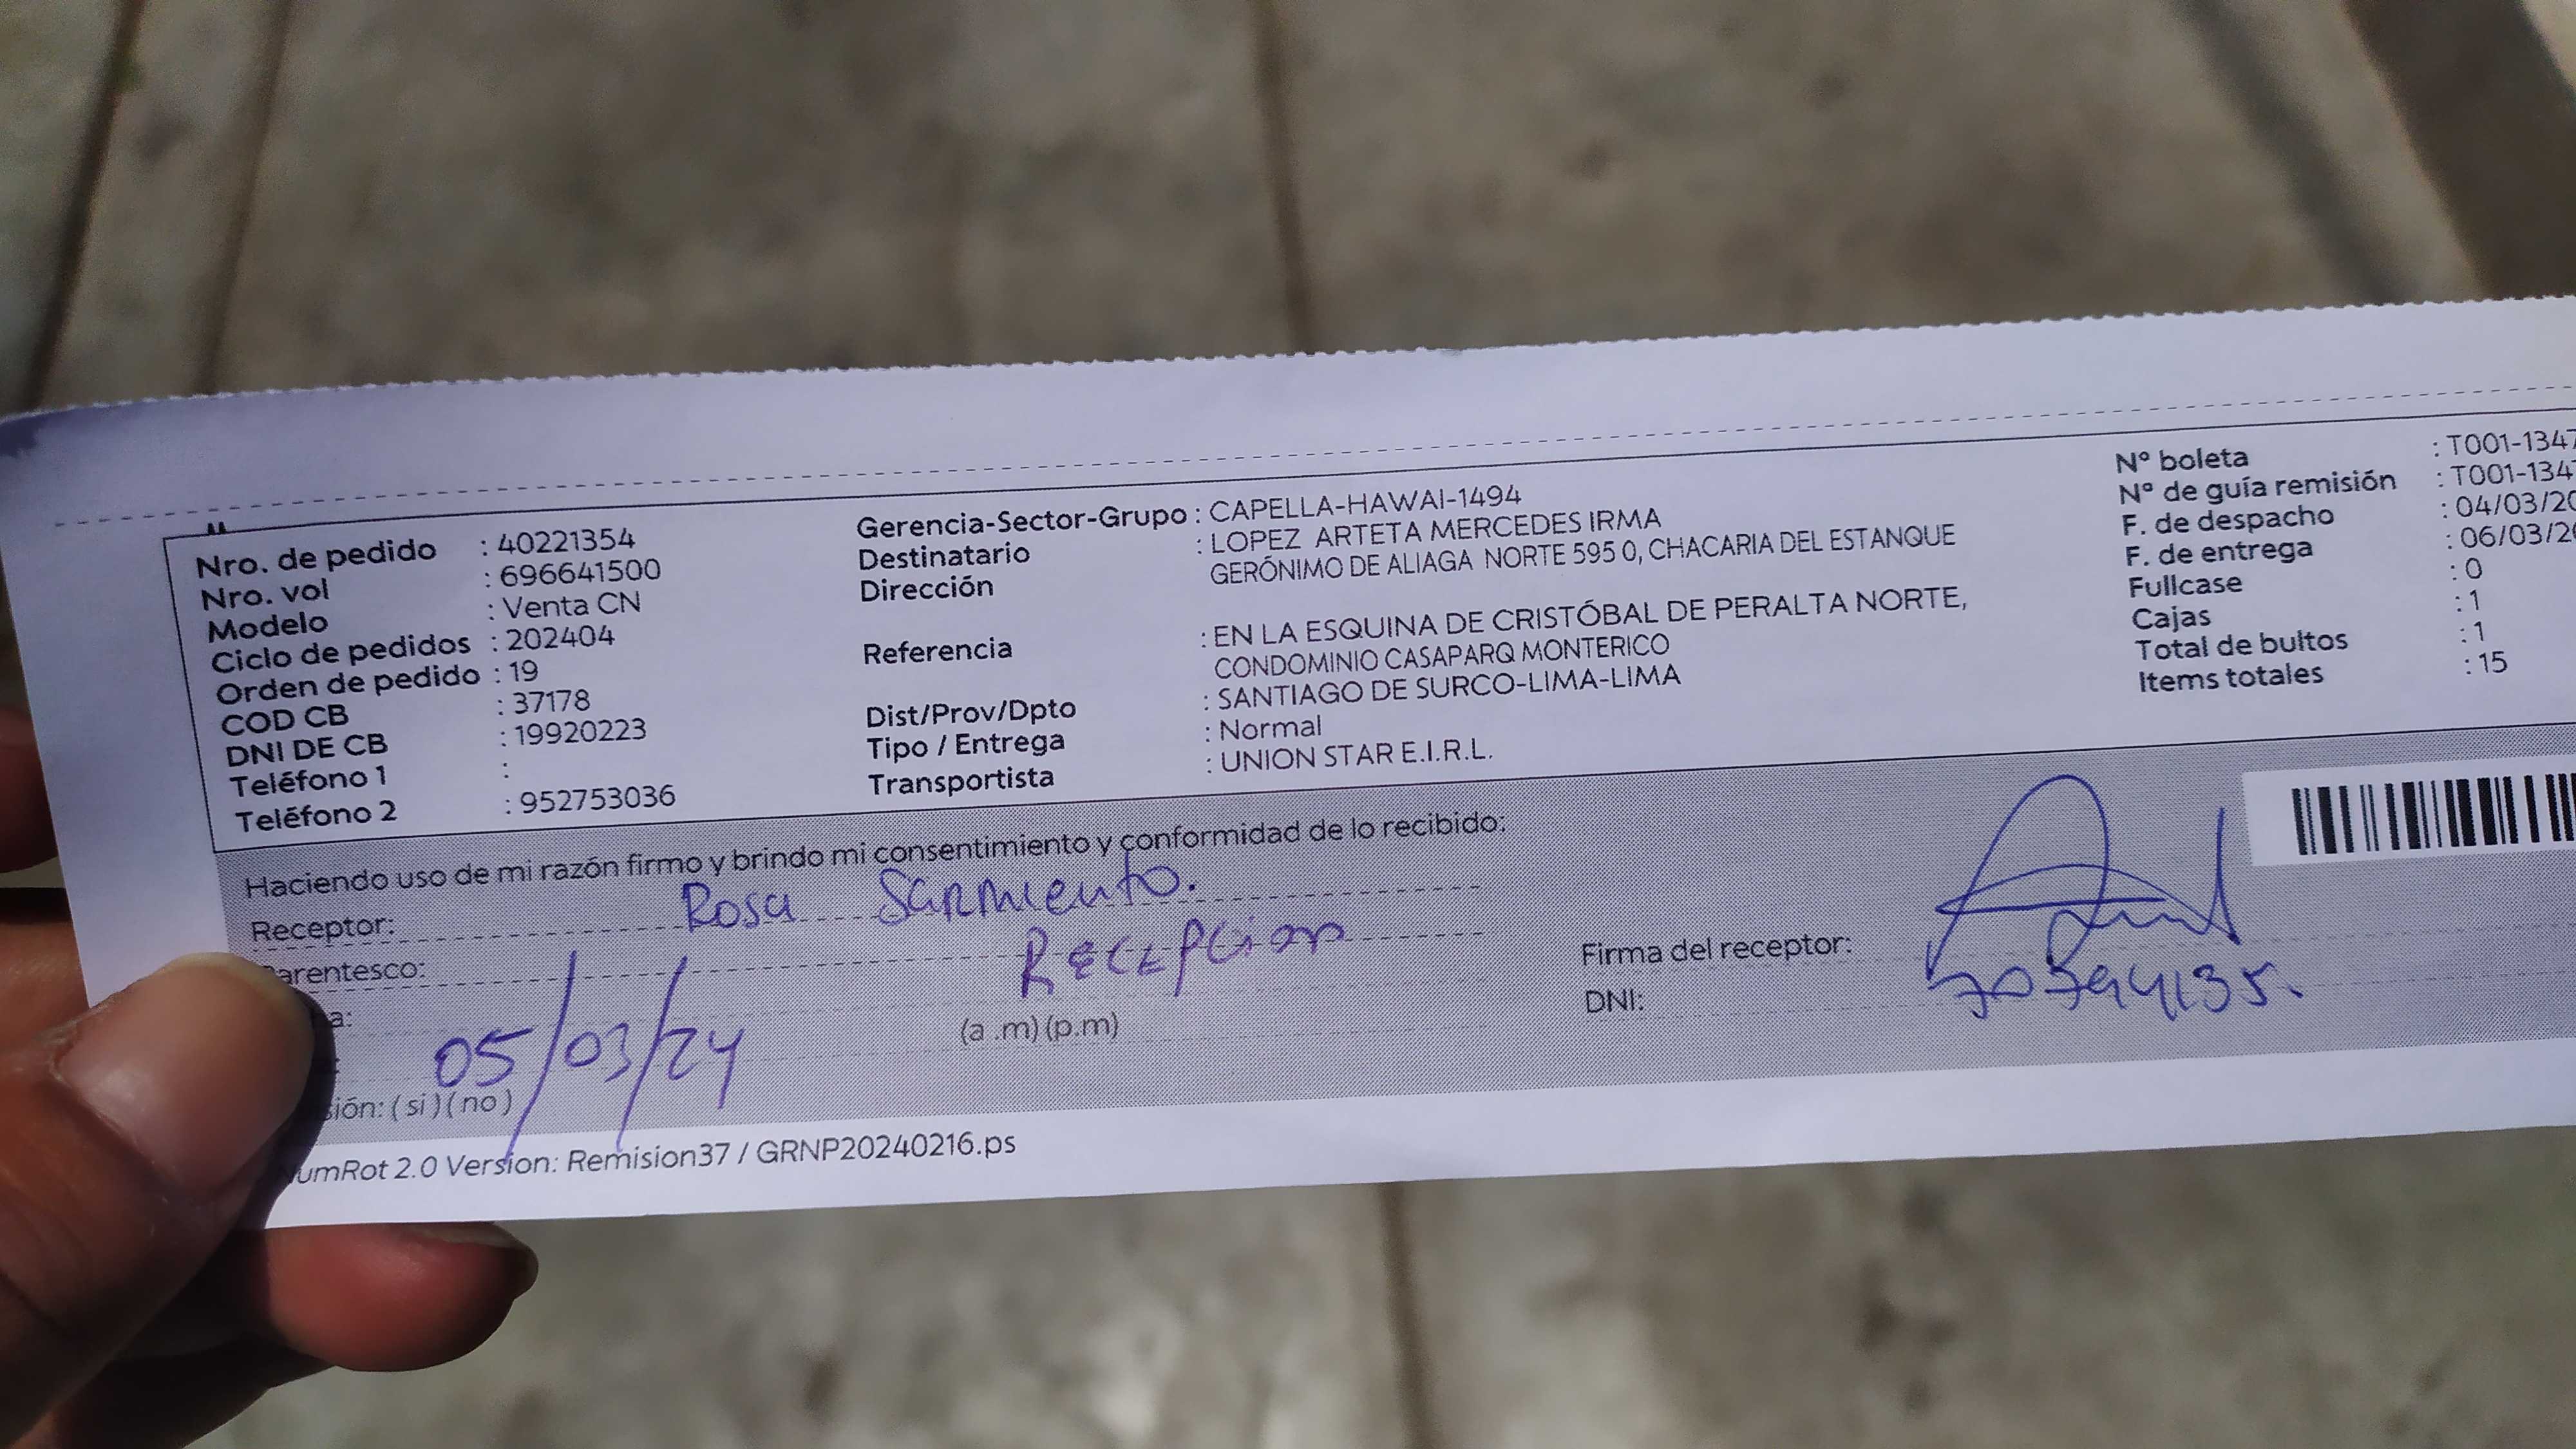 Nro. de pedido : 40221354
Nro. vol : 696641500
Modelo : Venta CN
Ciclo de pedidos : 202404
Orden de pedido : 19
COD CB : 37178
DNI DE CB : 19920223
Teléfono 1 :
Teléfono 2 : 952753036
Gerencia-Sector-Grupo : CAPELLA-HAWAI-1494
Destinatario : LOPEZ ARTETA MERCEDES IRMA
Dirección GERÓNIMO DE ALIAGA NORTE 595 0, CHACARIA DEL ESTANQUE
Referencia : EN LA ESQUINA DE CRISTÓBAL DE PERALTA NORTE,
CONDOMINIO CASAPARQ MONTERICO
Dist/Prov/Dpto : SANTIAGO DE SURCO-LIMA-LIMA
Tipo / Entrega : Normal
Transportista : UNION STAR E.I.R.L.
Nº boleta : T001-1347
Nº de guía remisión : T001-134
F. de despacho : 04/03/20
F. de entrega : 06/03/2
Fullcase : 0
Cajas : 1
Total de bultos : 1
Items totales : 15
Haciendo uso de mi razón firmo y brindo mi consentimiento y conformidad de lo recibido:
Receptor: Rosa Sarmiento.
arentesco: Recepcion
a: 05/03/24
(a .m) (p.m)
sión: ( si ) ( no )
Firma del receptor:
DNI:
umRot 2.0 Version: Remision37 / GRNP20240216.ps